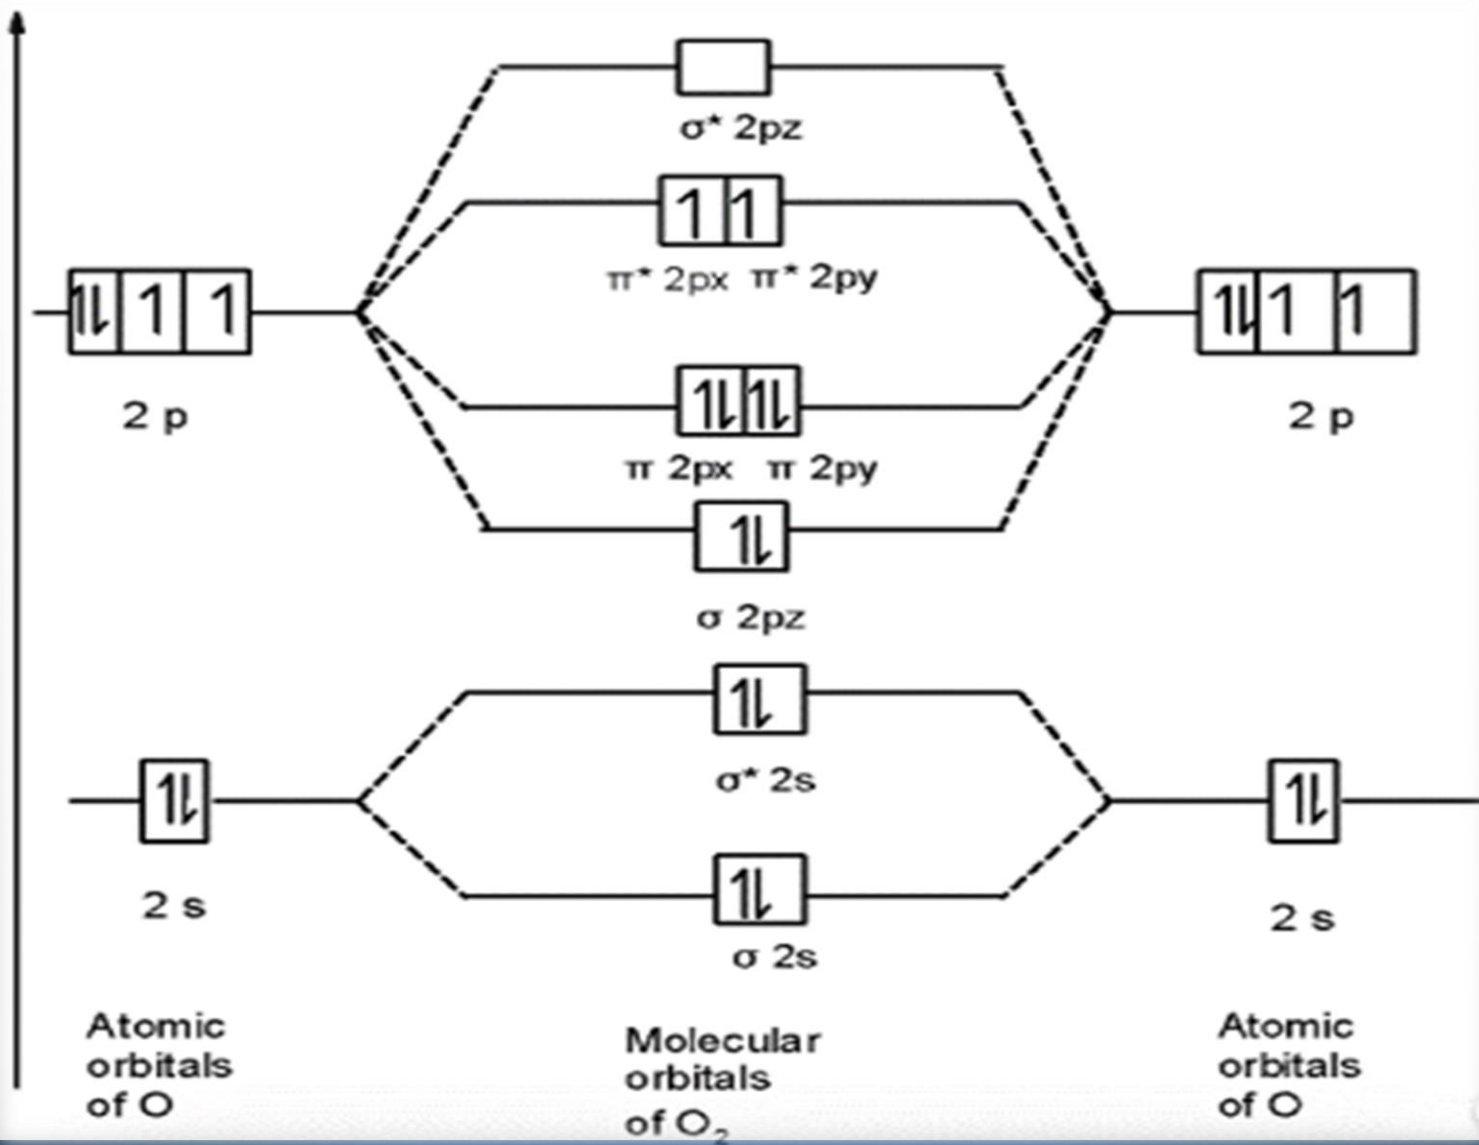 σ* 2pz
π* 2px π* 2py
2 p
2 p
π 2px π 2py
σ 2pz
σ* 2s
2 s
2 s
σ 2s
Atomic
orbitals
of O
Molecular
orbitals
of O₂
Atomic
orbitals
of O